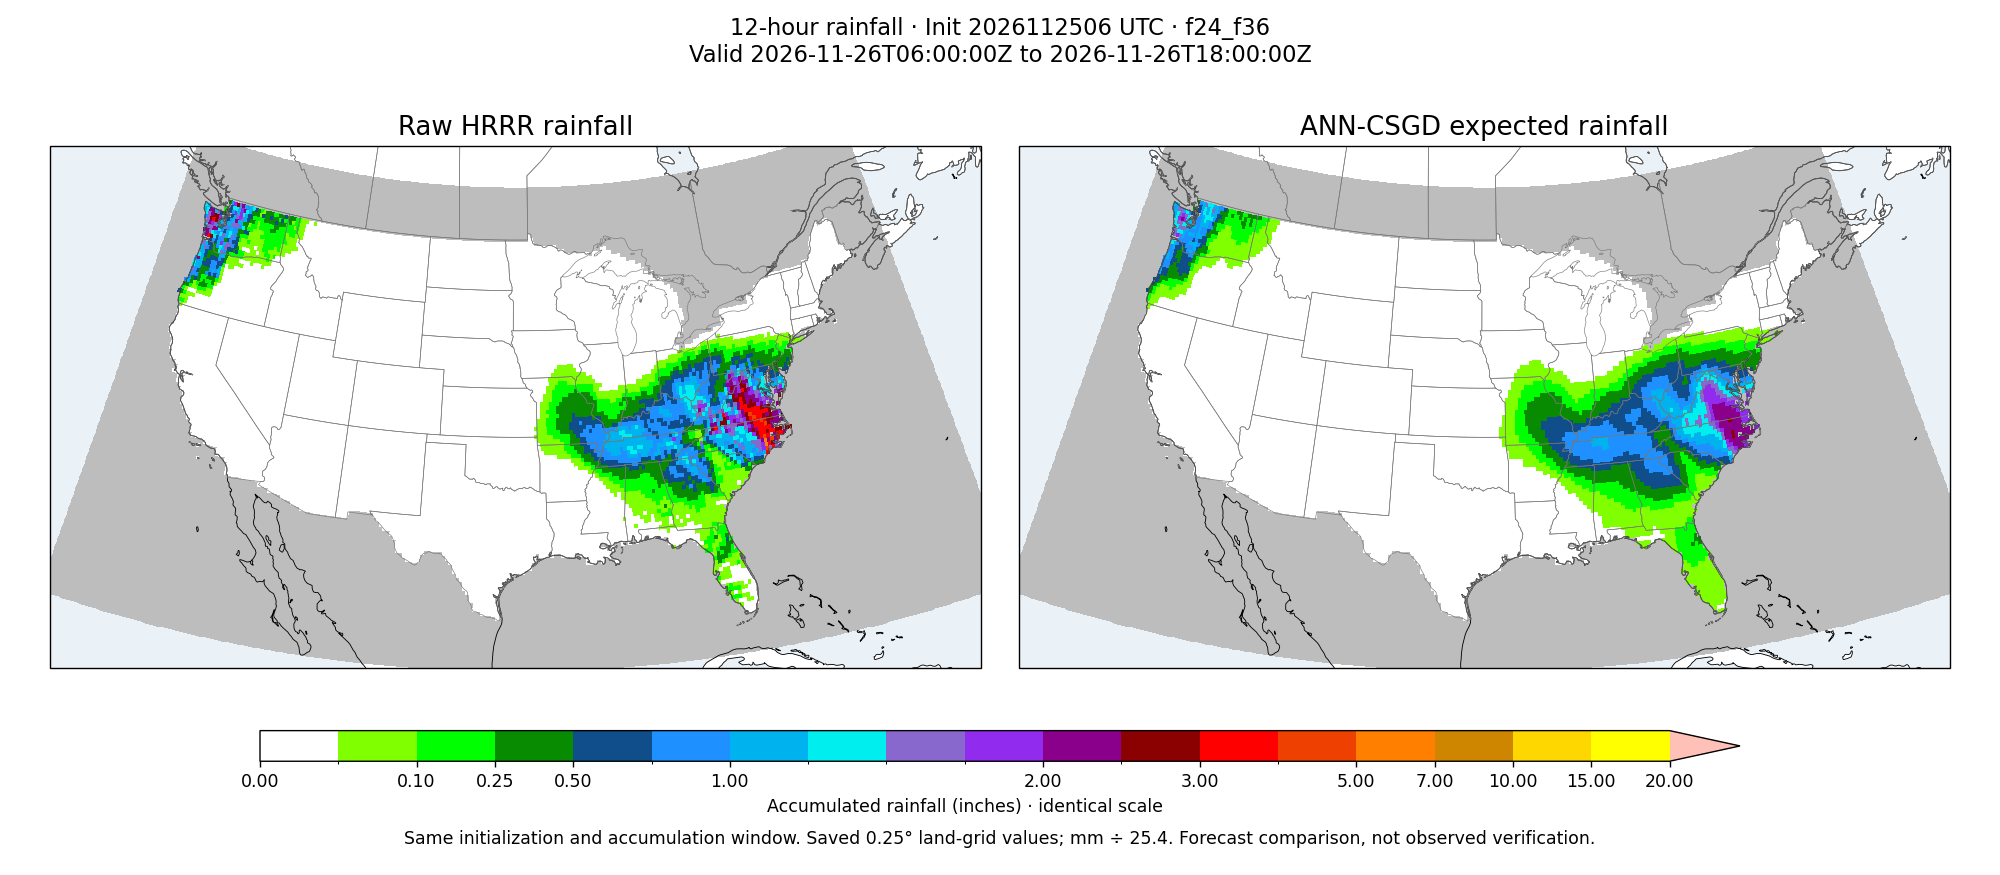 12-hour rainfall · Init 2026112506 UTC · f24_f36
Valid 2026-11-26T06:00:00Z to 2026-11-26T18:00:00Z
Raw HRRR rainfall
ANN-CSGD expected rainfall
0.00 0.10 0.25 0.50 1.00 2.00 3.00 5.00 7.00 10.00 15.00 20.00
Accumulated rainfall (inches) · identical scale
Same initialization and accumulation window. Saved 0.25° land-grid values; mm ÷ 25.4. Forecast comparison, not observed verification.